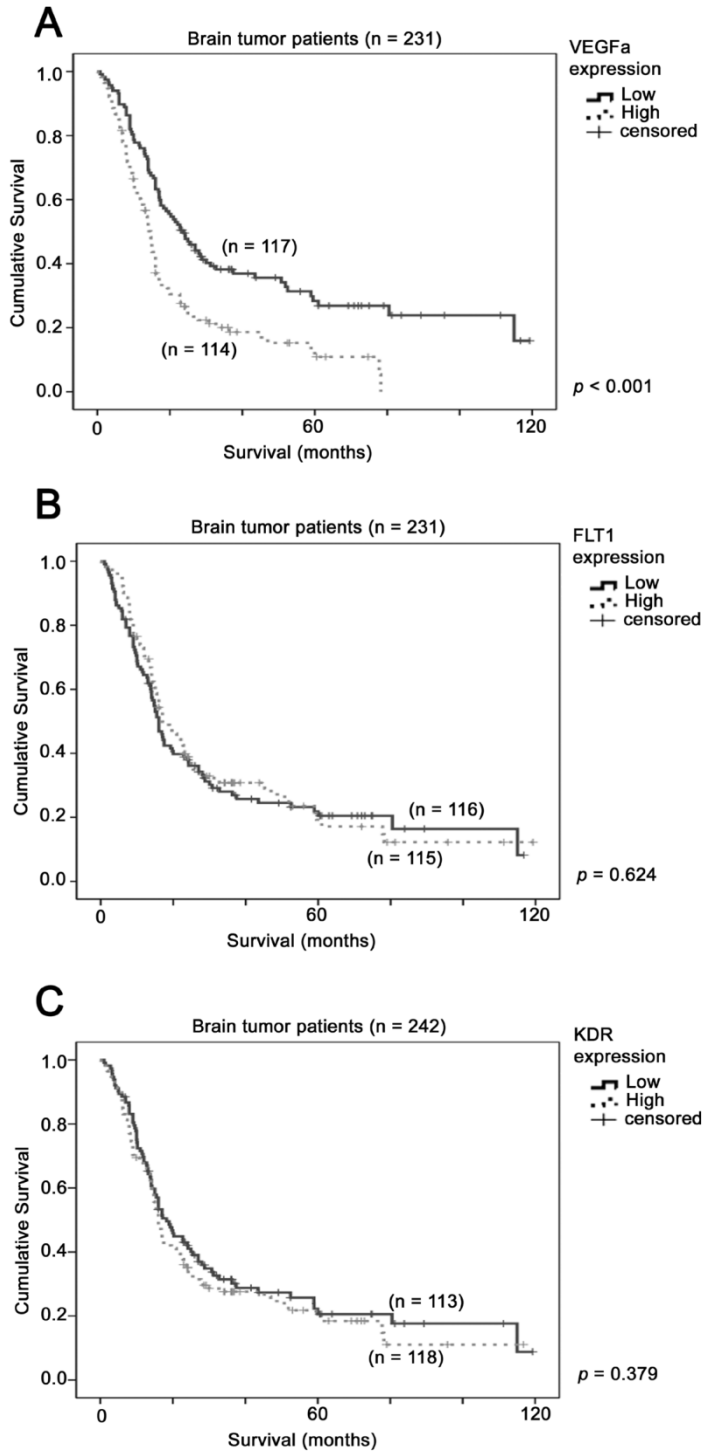 A
Brain tumor patients (n = 231)
VEGFa
expression
Low
High
censored
1.0
0.8
0.6
0.4
0.2
0.0
Cumulative Survival
(n = 117)
(n = 114)
p < 0.001
0
60
120
Survival (months)
B
Brain tumor patients (n = 231)
FLT1
expression
Low
High
censored
1.0
0.8
0.6
0.4
0.2
0.0
Cumulative Survival
(n = 116)
(n = 115)
p = 0.624
0
60
120
Survival (months)
C
Brain tumor patients (n = 242)
KDR
expression
Low
High
censored
1.0
0.8
0.6
0.4
0.2
0.0
Cumulative Survival
(n = 113)
(n = 118)
p = 0.379
0
60
120
Survival (months)